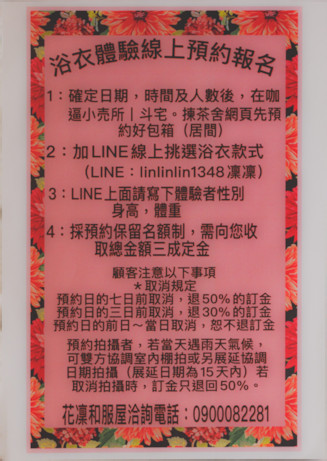 浴衣體驗線上預約報名
1：確定日期，時間及人數後，在咖
逼小売所｜斗宅。揀茶舍網頁先預
約好包箱（居間）
2：加LINE線上挑選浴衣款式
（LINE：linlinlin1348凜凜）
3：LINE上面請寫下體驗者性別
身高，體重
4：採預約保留名額制，需向您收
取總金額三成定金
顧客注意以下事項
＊取消規定
預約日的七日前取消，退50%的訂金
預約日的三日前取消，退30%的訂金
預約日的前日～當日取消，恕不退訂金
預約拍攝者，若當天遇雨天氣候，
可雙方協調室內棚拍或另展延協調
日期拍攝（展延日期為15天內）若
取消拍攝時，訂金只退回50%。
花凜和服屋洽詢電話：0900082281